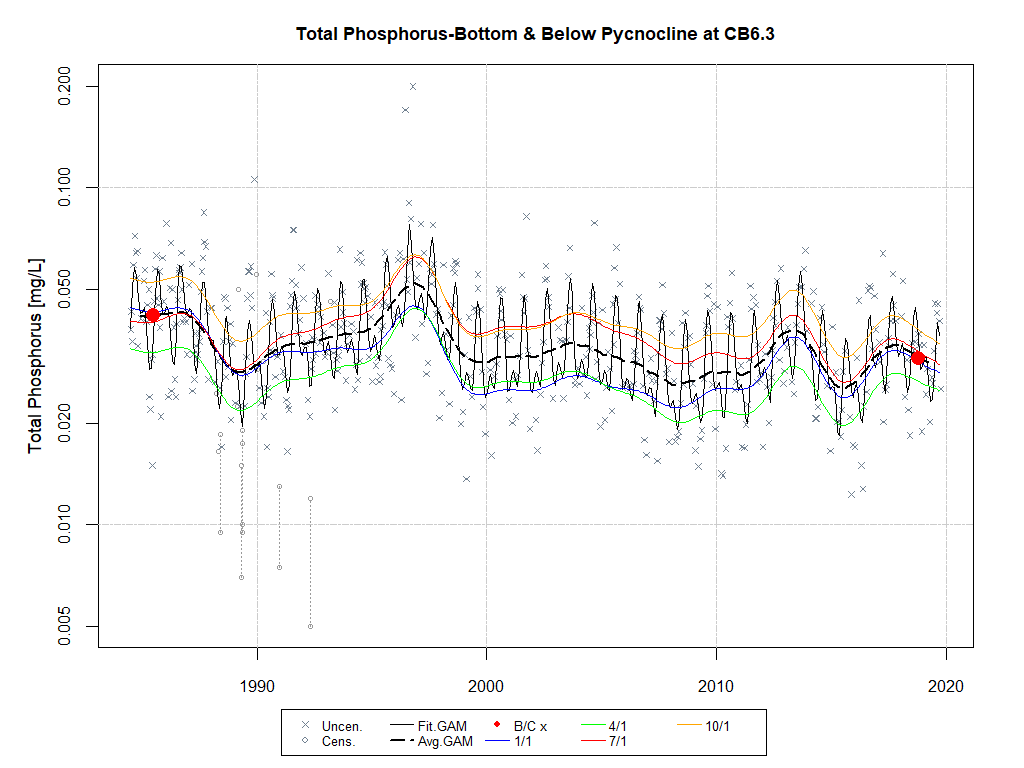 Total Phosphorus-Bottom & Below Pycnocline at CB6.3
Total Phosphorus [mg/L]
0.200
0.100
0.050
0.020
0.010
0.005
1990 2000 2010 2020
Uncen. Fit.GAM B/C x 4/1 10/1
Cens. Avg.GAM 1/1 7/1